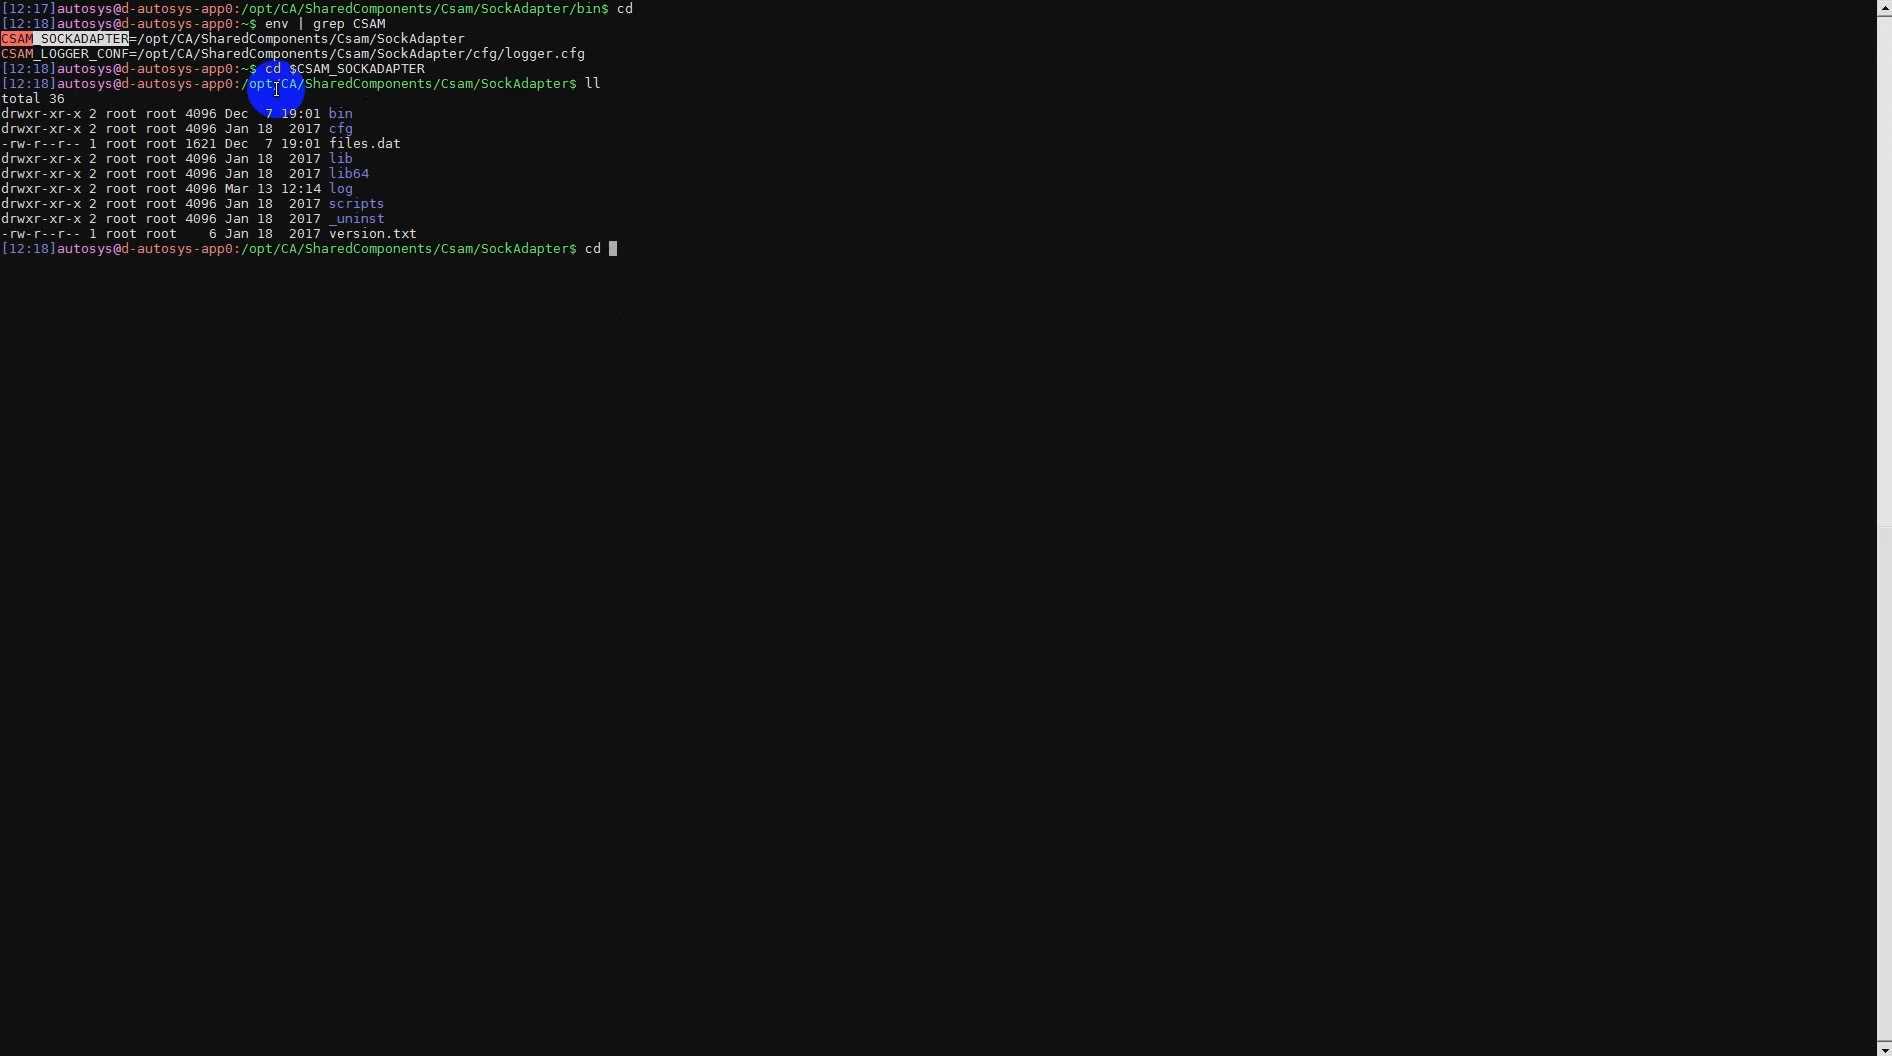 [12:17]autosys@d-autosys-app0:/opt/CA/SharedComponents/Csam/SockAdapter/bin$ cd
[12:18]autosys@d-autosys-app0:~$ env | grep CSAM
CSAM_SOCKADAPTER=/opt/CA/SharedComponents/Csam/SockAdapter
CSAM_LOGGER_CONF=/opt/CA/SharedComponents/Csam/SockAdapter/cfg/logger.cfg
[12:18]autosys@d-autosys-app0:~$ cd $CSAM_SOCKADAPTER
[12:18]autosys@d-autosys-app0:/opt/CA/SharedComponents/Csam/SockAdapter$ ll
total 36
drwxr-xr-x 2 root root 4096 Dec  7 19:01 bin
drwxr-xr-x 2 root root 4096 Jan 18  2017 cfg
-rw-r--r-- 1 root root 1621 Dec  7 19:01 files.dat
drwxr-xr-x 2 root root 4096 Jan 18  2017 lib
drwxr-xr-x 2 root root 4096 Jan 18  2017 lib64
drwxr-xr-x 2 root root 4096 Mar 13 12:14 log
drwxr-xr-x 2 root root 4096 Jan 18  2017 scripts
drwxr-xr-x 2 root root 4096 Jan 18  2017 _uninst
-rw-r--r-- 1 root root    6 Jan 18  2017 version.txt
[12:18]autosys@d-autosys-app0:/opt/CA/SharedComponents/Csam/SockAdapter$ cd